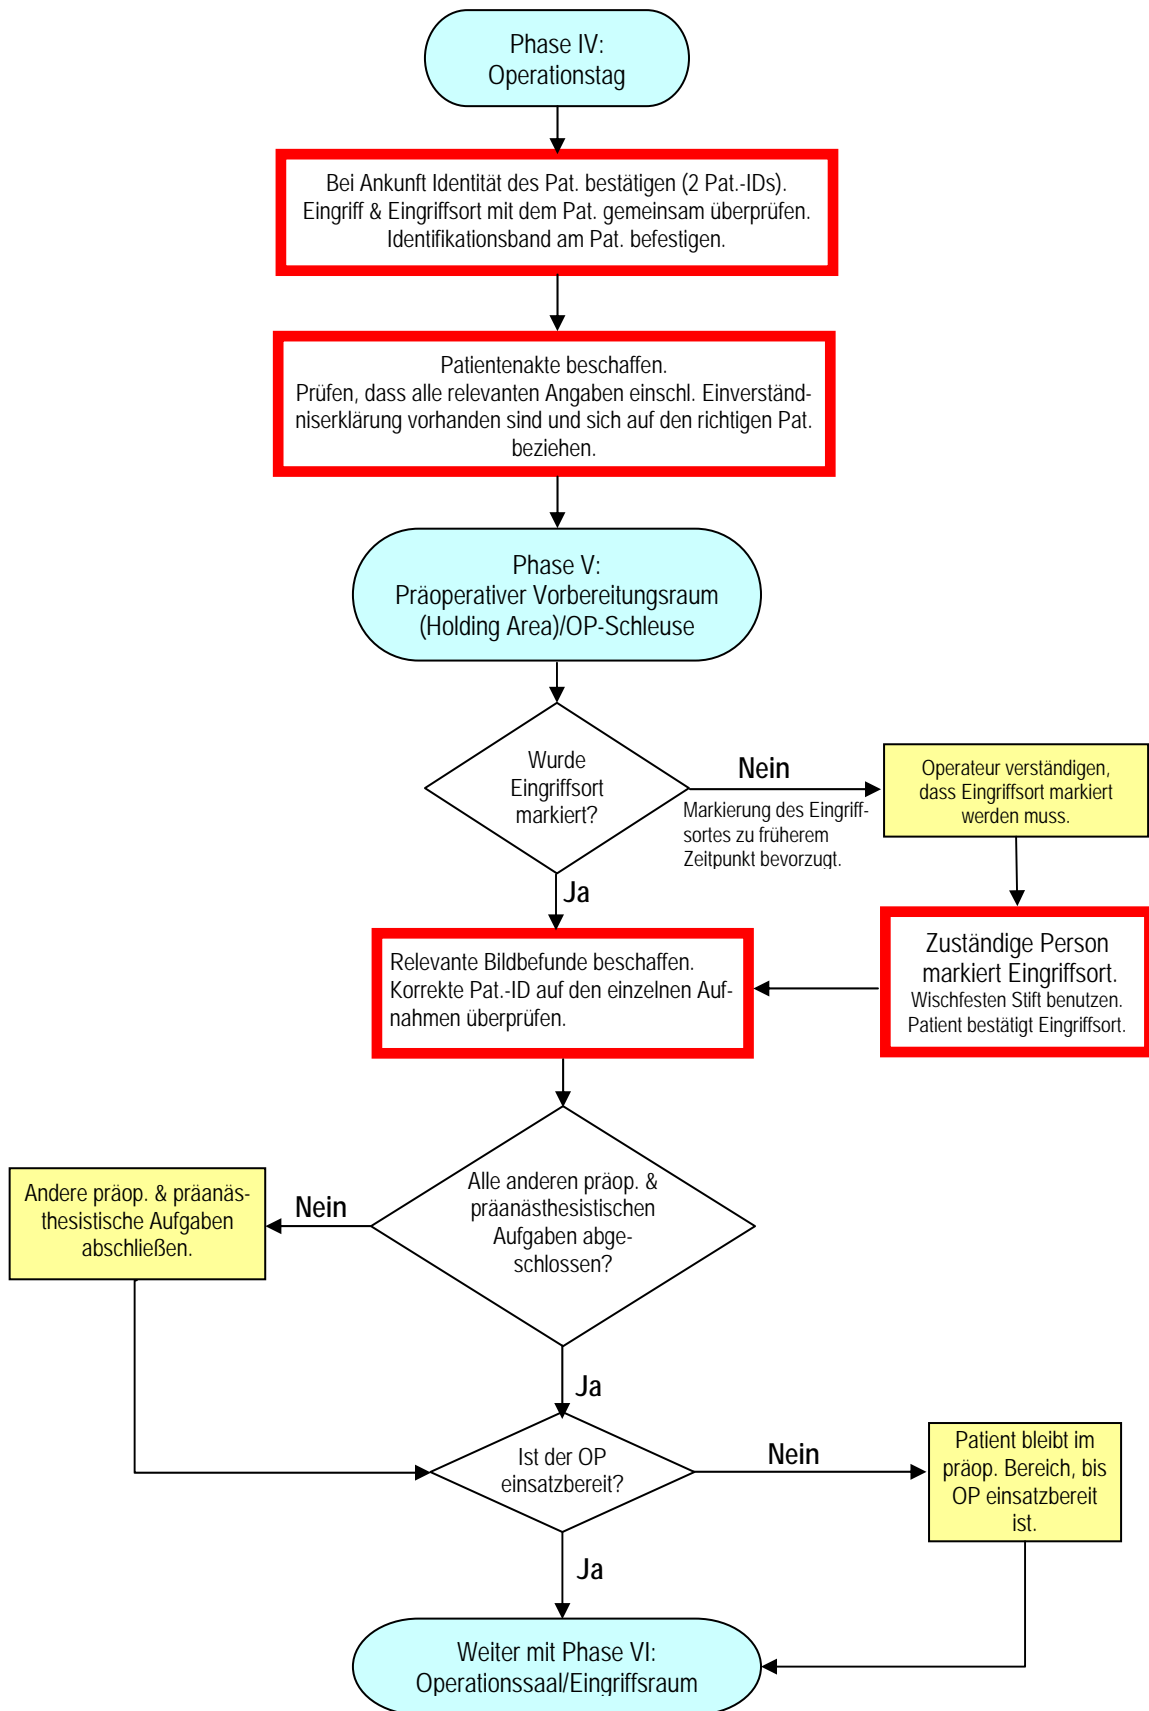 Phase IV:
Operationstag
Bei Ankunft Identität des Pat. bestätigen (2 Pat.-IDs).
Eingriff & Eingriffsort mit dem Pat. gemeinsam überprüfen.
Identifikationsband am Pat. befestigen.
Patientenakte beschaffen.
Prüfen, dass alle relevanten Angaben einschl. Einverständ-
niserklärung vorhanden sind und sich auf den richtigen Pat.
beziehen.
Phase V:
Präoperativer Vorbereitungsraum
(Holding Area)/OP-Schleuse
Wurde
Eingriffsort
markiert?
Nein
Markierung des Eingriff-
sortes zu früherem
Zeitpunkt bevorzugt.
Operateur verständigen,
dass Eingriffsort markiert
werden muss.
Ja
Zuständige Person
markiert Eingriffsort.
Wischfesten Stift benutzen.
Patient bestätigt Eingriffsort.
Relevante Bildbefunde beschaffen.
Korrekte Pat.-ID auf den einzelnen Auf-
nahmen überprüfen.
Alle anderen präop. &
präanästhesistischen
Aufgaben abge-
schlossen?
Nein
Andere präop. & präanäs-
thesistische Aufgaben
abschließen.
Ja
Ist der OP
einsatzbereit?
Nein
Patient bleibt im
präop. Bereich, bis
OP einsatzbereit
ist.
Ja
Weiter mit Phase VI:
Operationssaal/Eingriffsraum